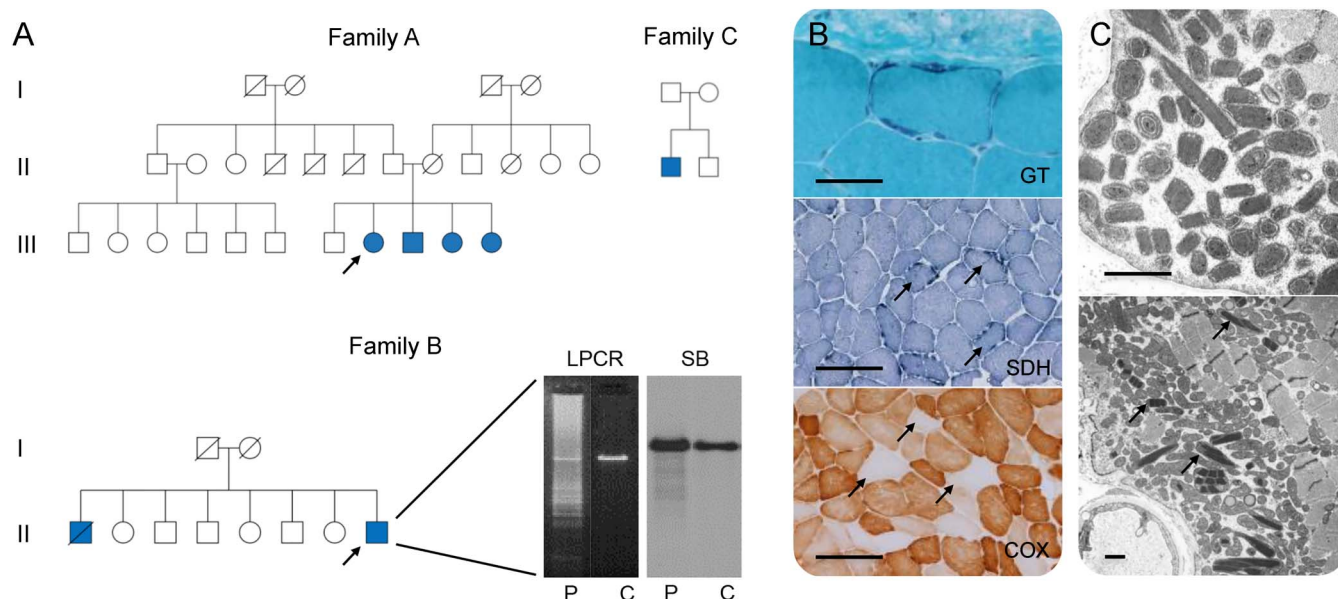 A
Family A
Family C
I
II
III
Family B
LPCR SB
I
II
P C P C
B
GT
SDH
COX
C